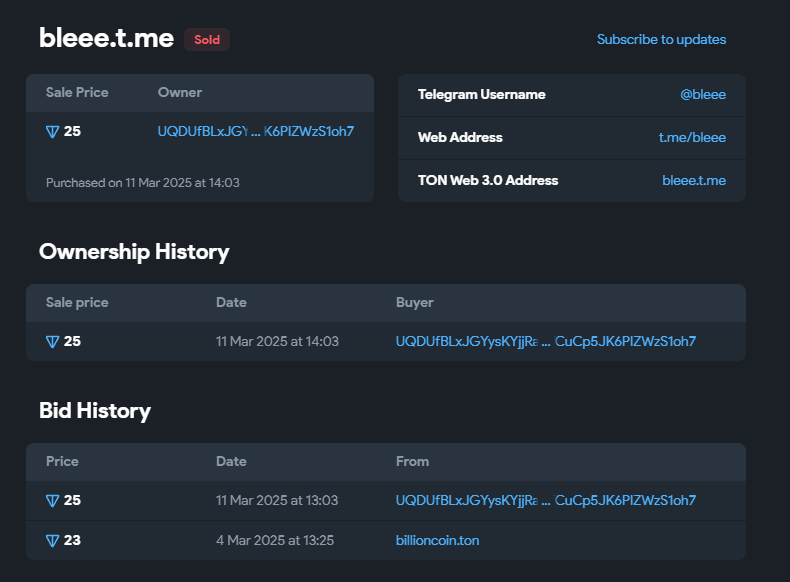 bleee.t.me Sold Subscribe to updates
Sale Price Owner
25 UQDUfBLxJGY ... K6PIZWzS1oh7
Purchased on 11 Mar 2025 at 14:03
Telegram Username @bleee
Web Address t.me/bleee
TON Web 3.0 Address bleee.t.me
Ownership History
Sale price Date Buyer
25 11 Mar 2025 at 14:03 UQDUfBLxJGYysKYjjRa ... CuCp5JK6PIZWzS1oh7
Bid History
Price Date From
25 11 Mar 2025 at 13:03 UQDUfBLxJGYysKYjjRa ... CuCp5JK6PIZWzS1oh7
23 4 Mar 2025 at 13:25 billioncoin.ton